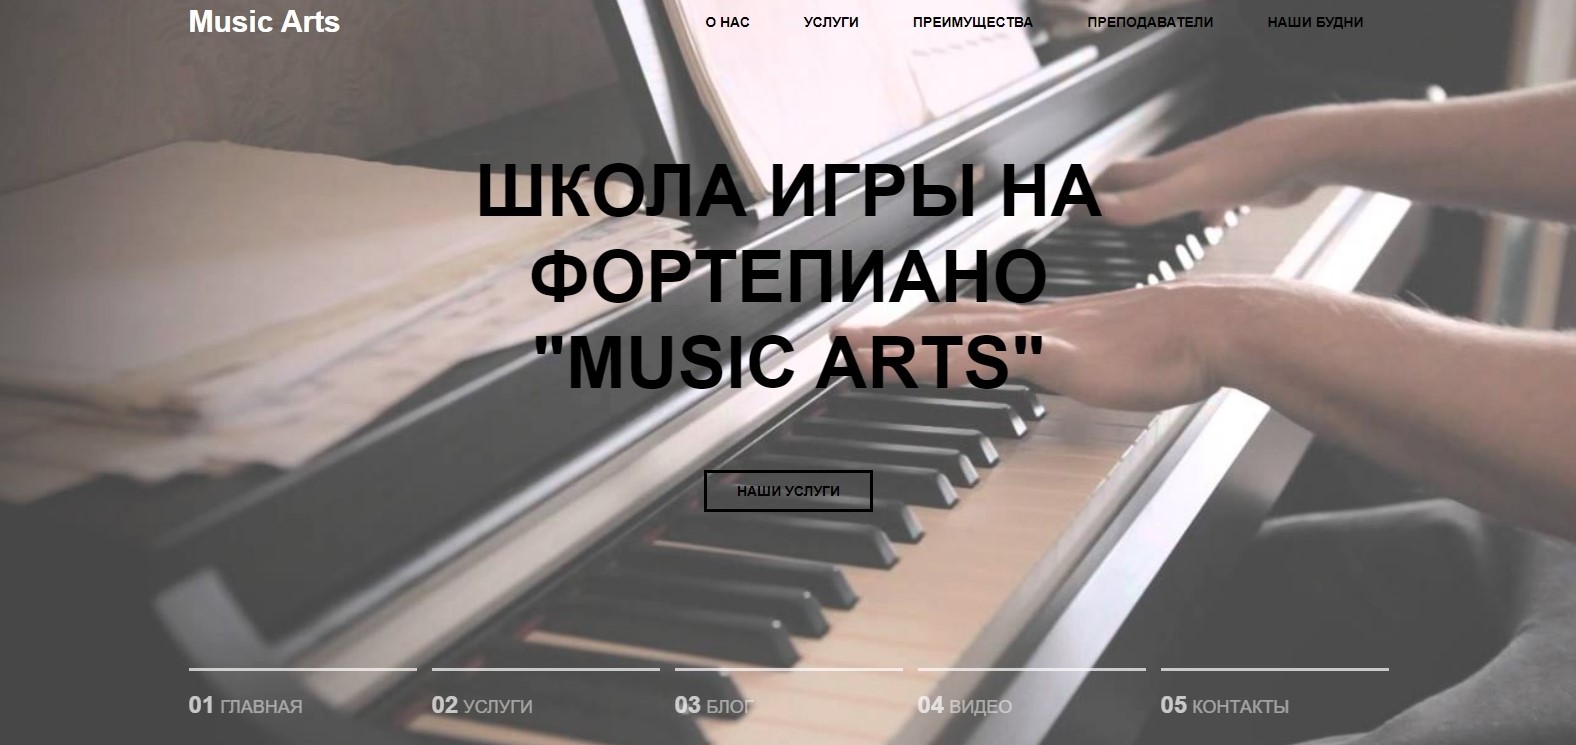 Music Arts
О НАС УСЛУГИ ПРЕИМУЩЕСТВА ПРЕПОДАВАТЕЛИ НАШИ БУДНИ
ШКОЛА ИГРЫ НА
ФОРТЕПИАНО
"MUSIC ARTS"
НАШИ УСЛУГИ
01 ГЛАВНАЯ 02 УСЛУГИ 03 БЛОГ 04 ВИДЕО 05 КОНТАКТЫ